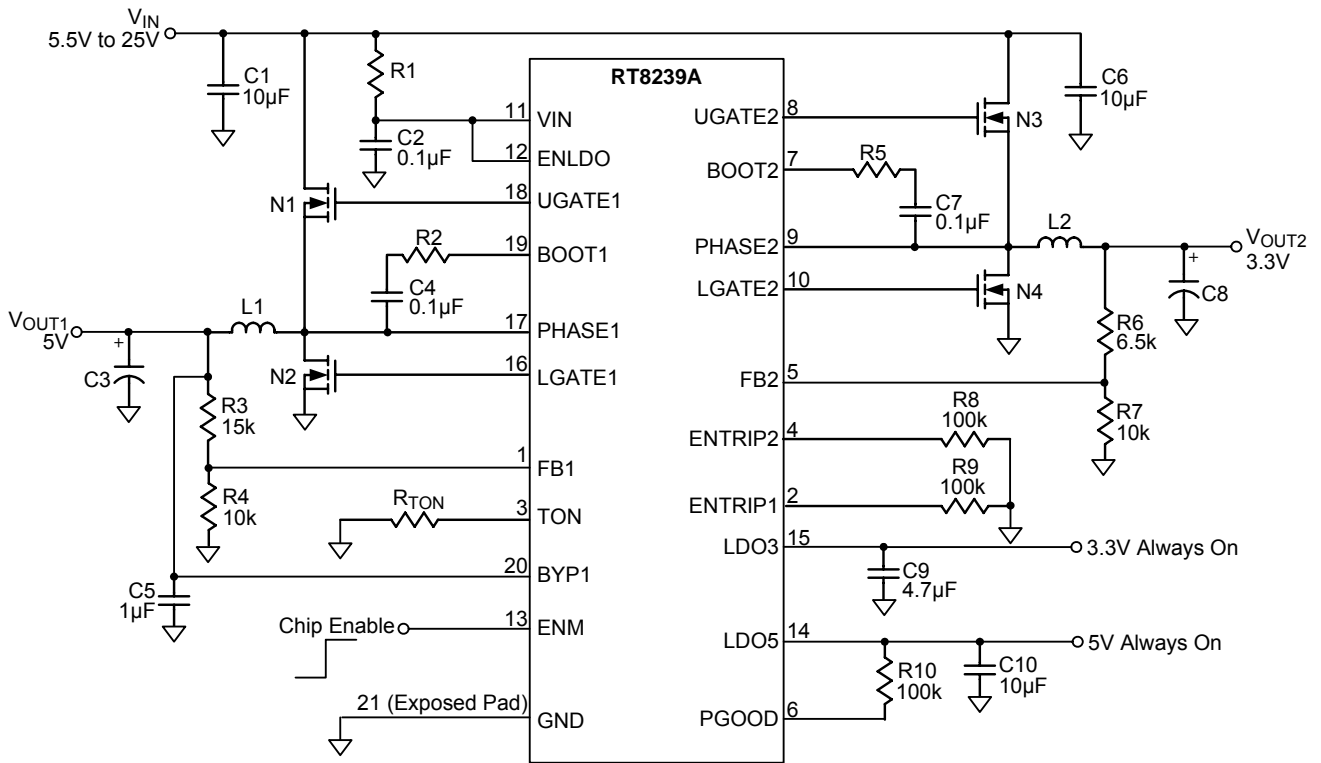 VIN
5.5V to 25V
C1
10µF
R1
C2
0.1µF
RT8239A
11
VIN
12
ENLDO
N1
18
UGATE1
R2
19
BOOT1
C4
0.1µF
L1
VOUT1
5V
+
C3
17
PHASE1
N2
16
LGATE1
R3
15k
1
FB1
R4
10k
RTON
3
TON
20
BYP1
C5
1µF
Chip Enable
13
ENM
21 (Exposed Pad)
GND
UGATE2
8
N3
C6
10µF
BOOT2
7
R5
C7
0.1µF
PHASE2
9
L2
VOUT2
3.3V
+
C8
LGATE2
10
N4
R6
6.5k
FB2
5
R7
10k
ENTRIP2
4
R8
100k
R9
100k
ENTRIP1
2
LDO3
15
3.3V Always On
C9
4.7µF
LDO5
14
5V Always On
R10
100k
C10
10µF
PGOOD
6